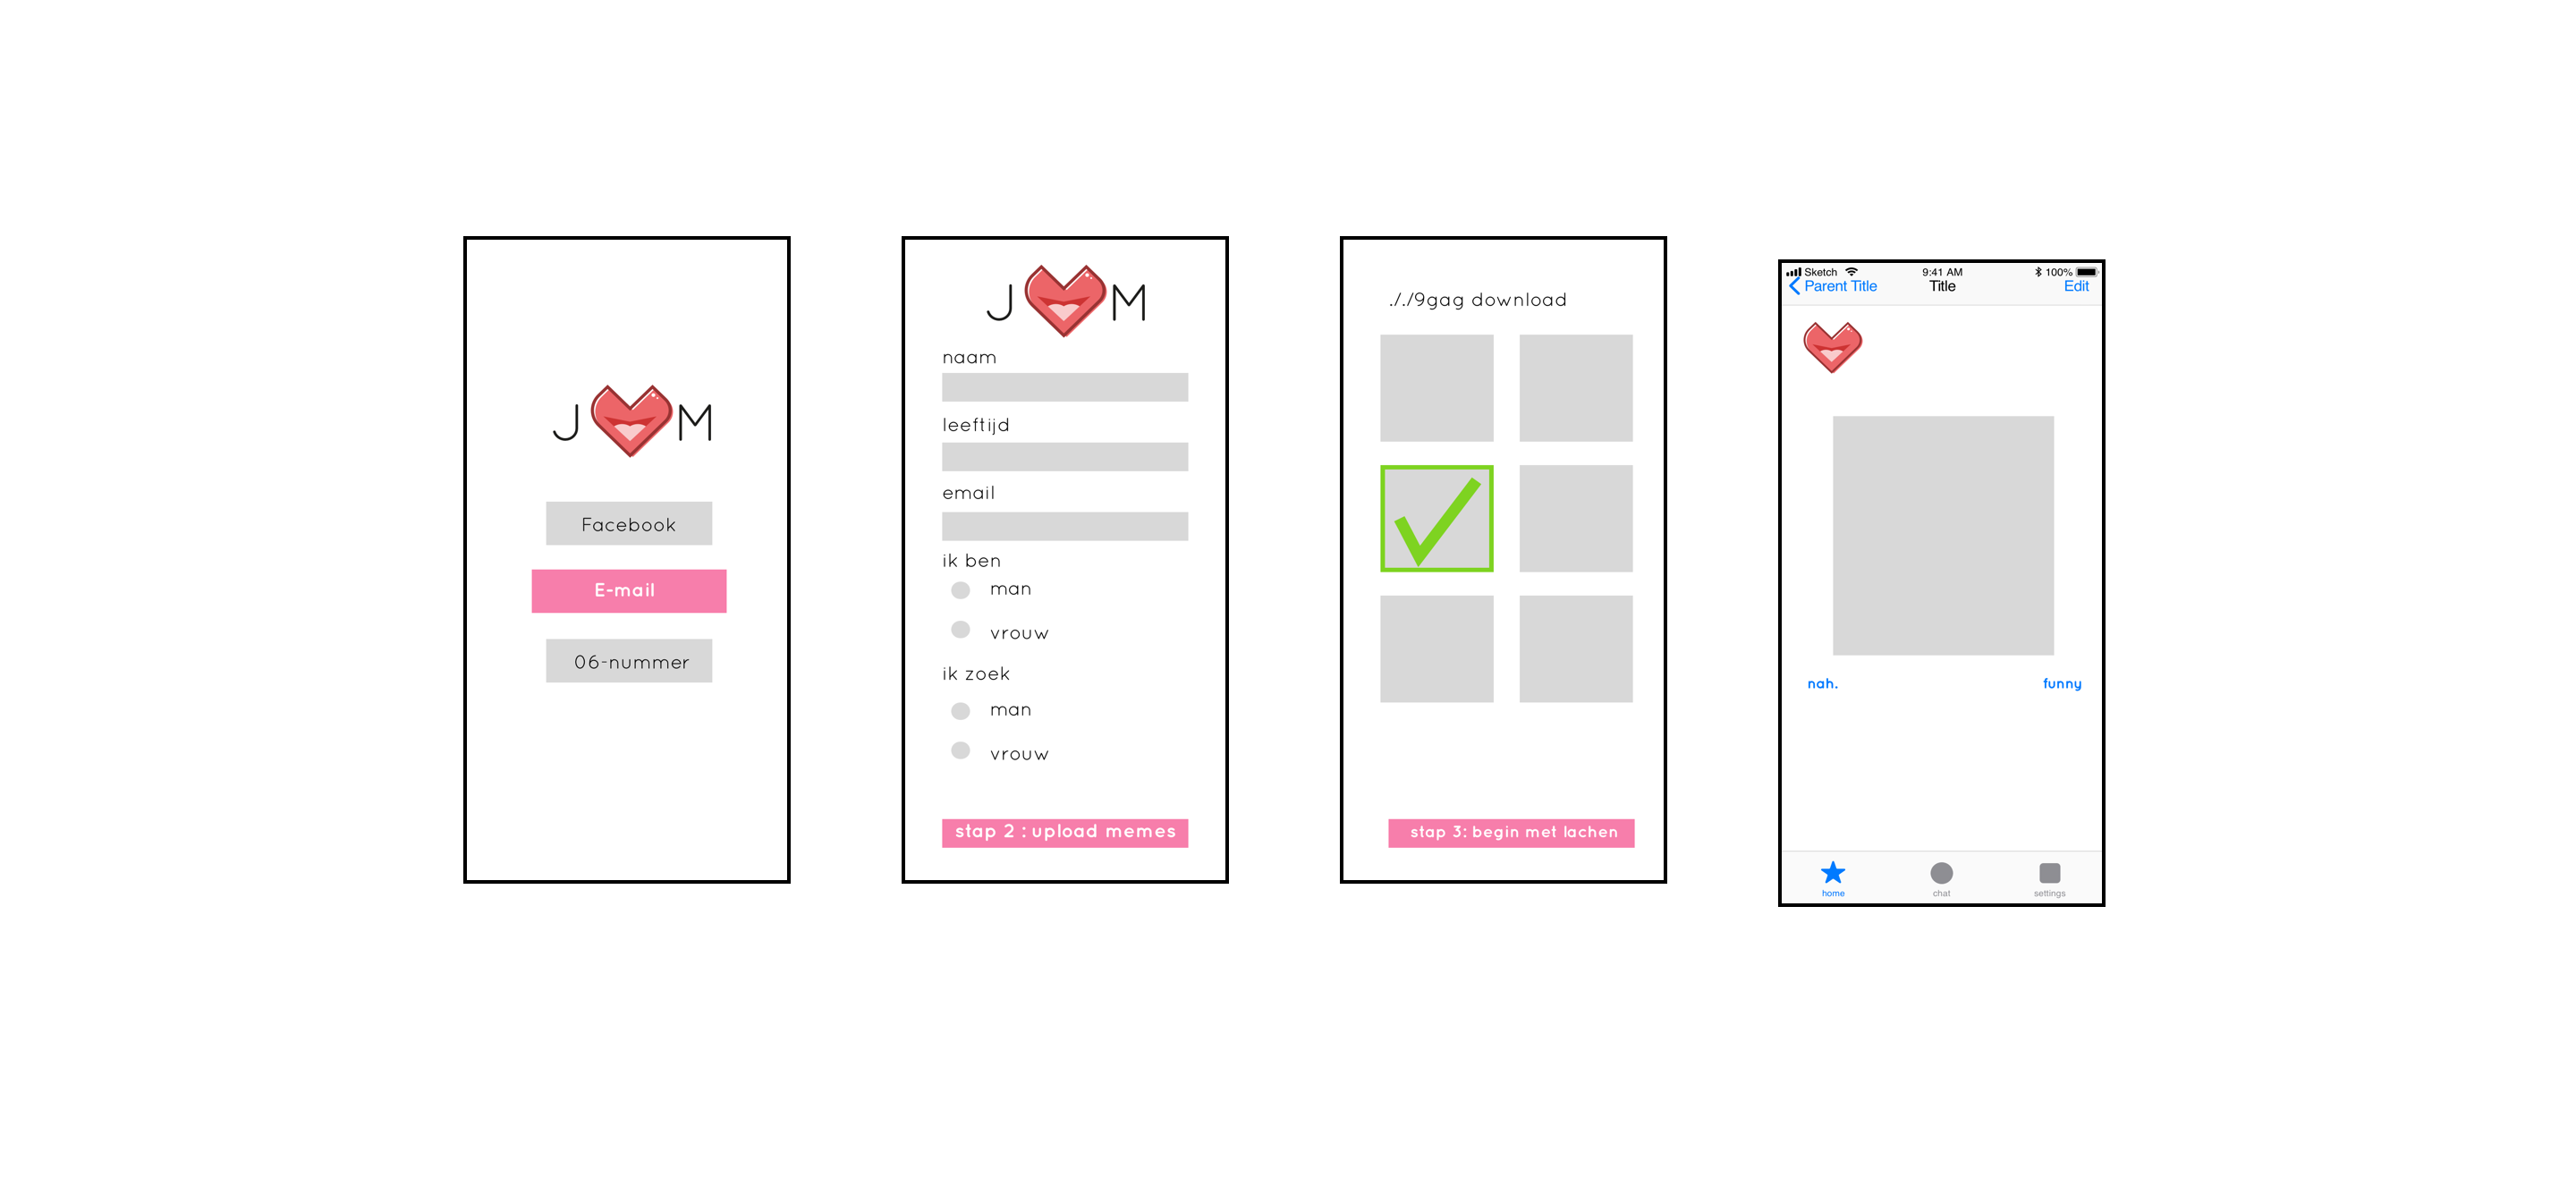 J M
Facebook
E-mail
06-nummer
J M
naam
leeftijd
email
ik ben
man
vrouw
ik zoek
man
vrouw
stap 2 : upload memes
././9gag download
stap 3: begin met lachen
Sketch 9:41 AM 100%
Parent Title Title Edit
nah. funny
home chat settings